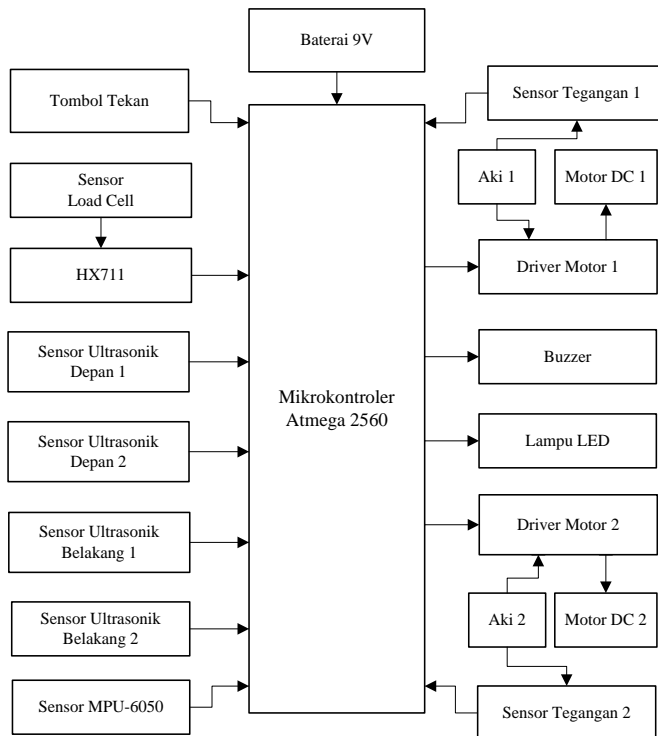 Baterai 9V
Tombol Tekan
Sensor
Load Cell
HX711
Sensor Ultrasonik
Depan 1
Sensor Ultrasonik
Depan 2
Sensor Ultrasonik
Belakang 1
Sensor Ultrasonik
Belakang 2
Sensor MPU-6050
Mikrokontroler
Atmega 2560
Sensor Tegangan 1
Aki 1
Motor DC 1
Driver Motor 1
Buzzer
Lampu LED
Driver Motor 2
Aki 2
Motor DC 2
Sensor Tegangan 2